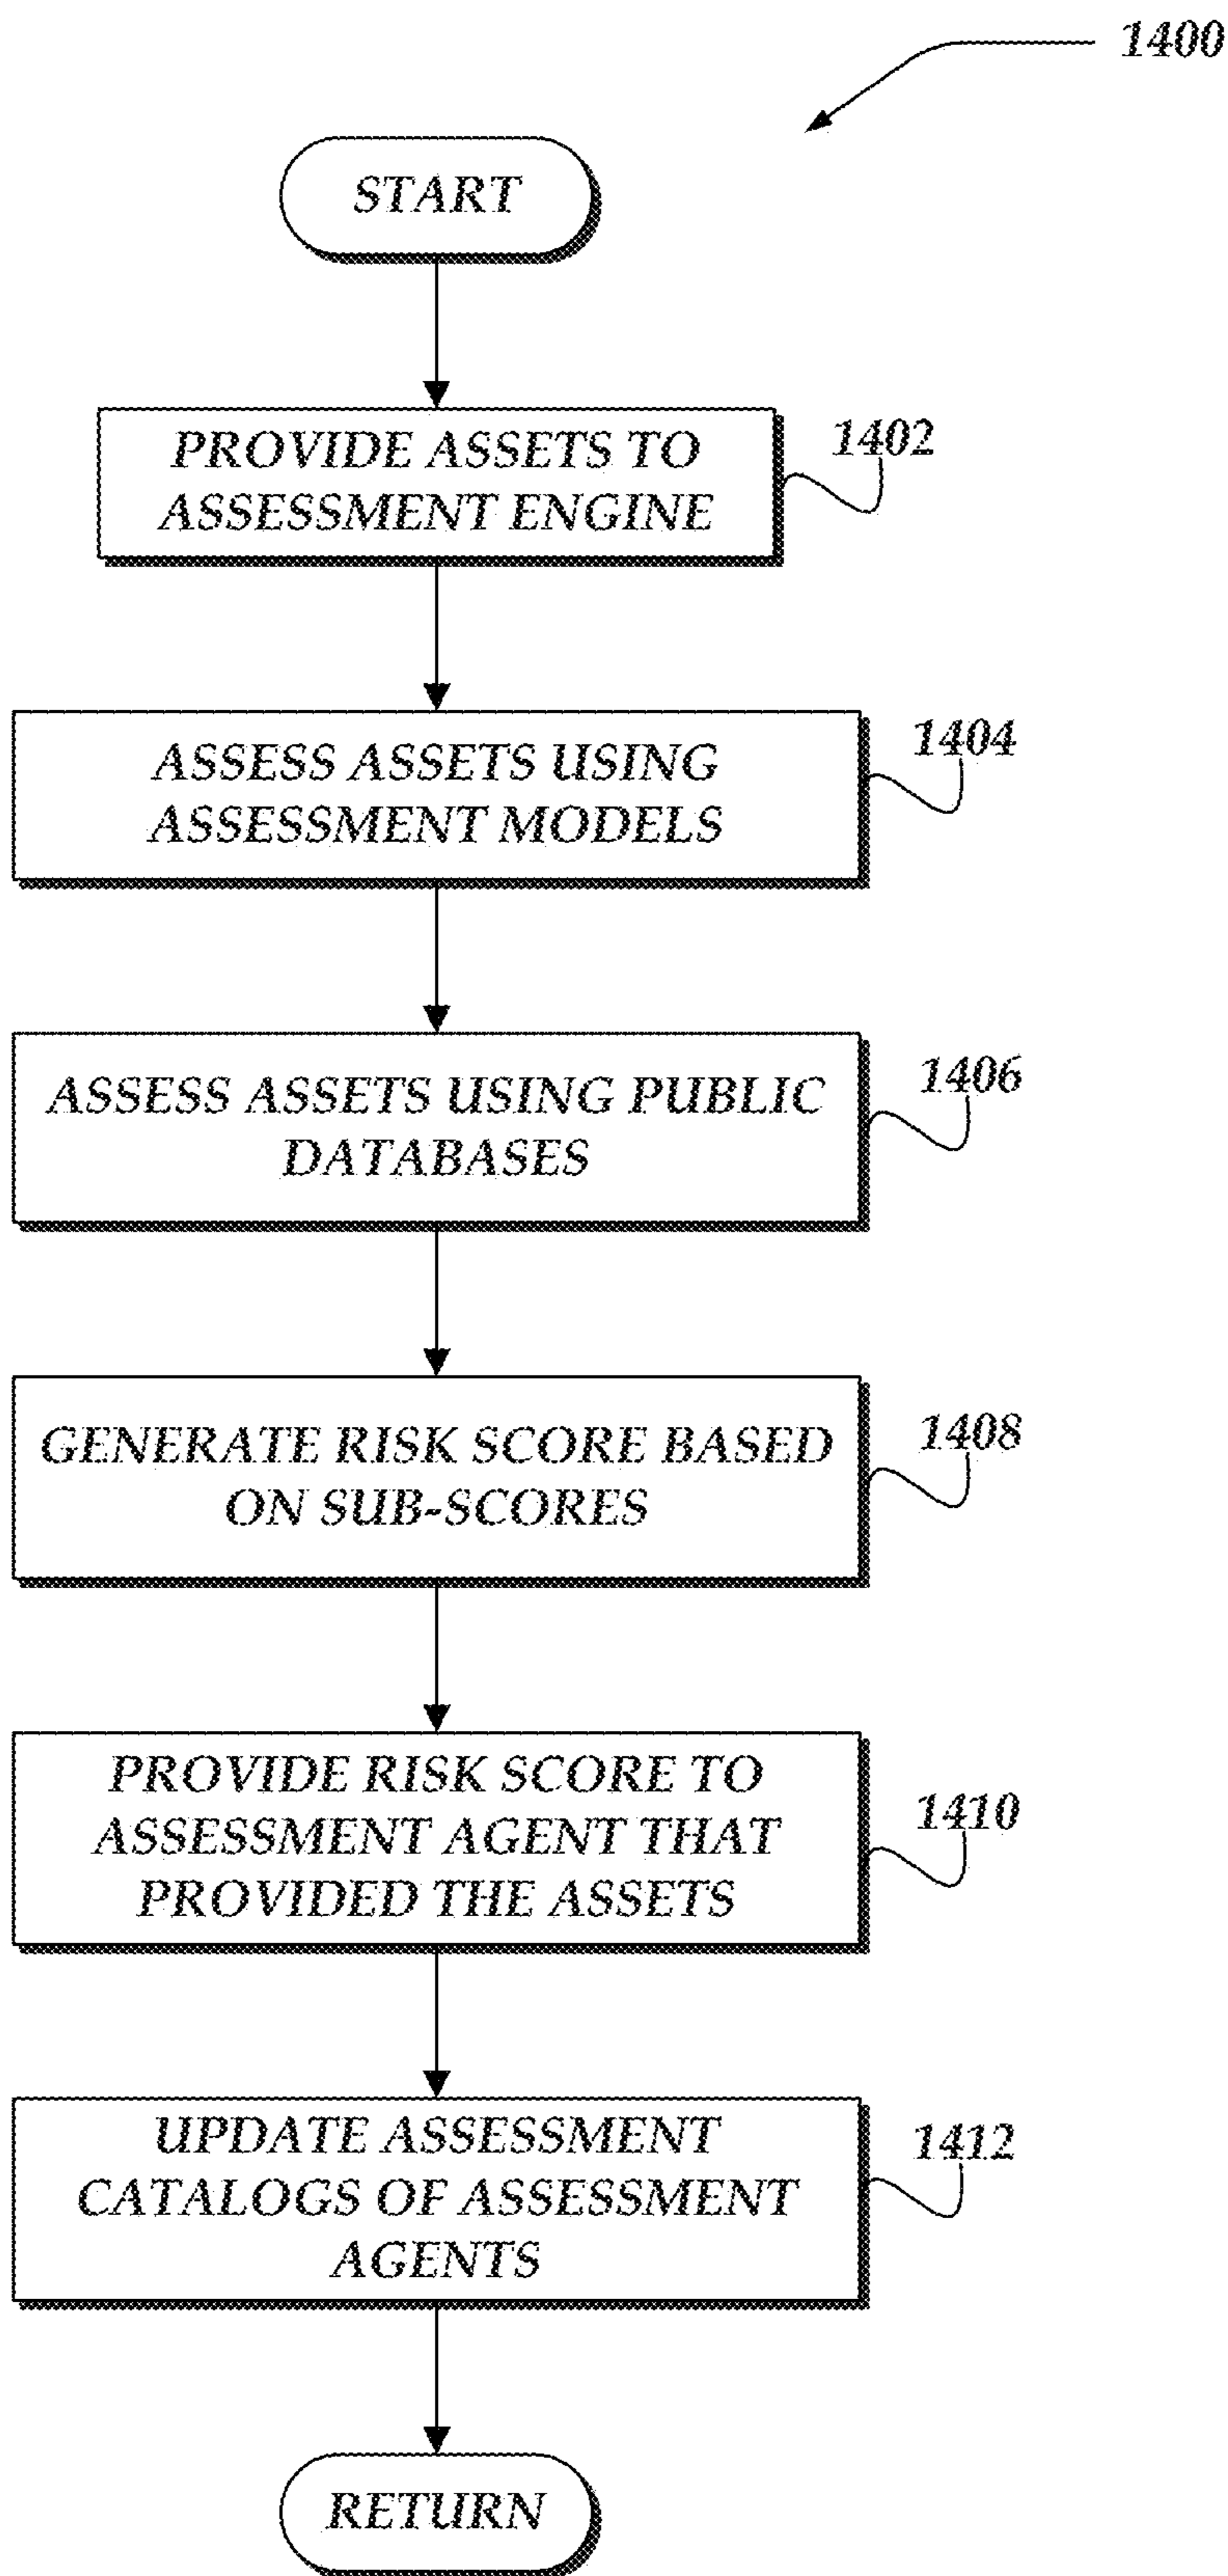 1400
START
PROVIDE ASSETS TO
ASSESSMENT ENGINE
1402
ASSESS ASSETS USING
ASSESSMENT MODELS
1404
ASSESS ASSETS USING PUBLIC
DATABASES
1406
GENERATE RISK SCORE BASED
ON SUB-SCORES
1408
PROVIDE RISK SCORE TO
ASSESSMENT AGENT THAT
PROVIDED THE ASSETS
1410
UPDATE ASSESSMENT
CATALOGS OF ASSESSMENT
AGENTS
1412
RETURN